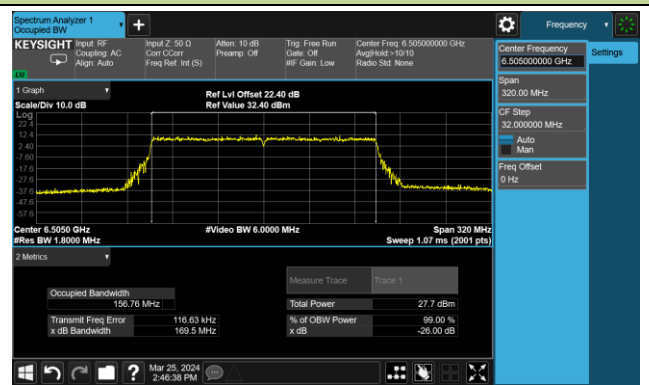 Spectrum Analyzer 1
Occupied BW
Frequency
KEYSIGHT
Input: RF
Coupling: AC
Align: Auto
Input Z: 50 Ω
Corr CCorr
Freq Ref: Int (S)
Atten: 10 dB
Preamp: Off
Trig: Free Run
Gate: Off
#IF Gain: Low
Center Freq: 6.505000000 GHz
Avg|Hold:>10/10
Radio Std: None
Center Frequency
6.505000000 GHz
Settings
Span
320.00 MHz
CF Step
32.000000 MHz
Auto
Man
Freq Offset
0 Hz
1 Graph
Scale/Div 10.0 dB
Ref Lvl Offset 22.40 dB
Ref Value 32.40 dBm
Log
22.4
12.4
2.40
-7.60
-17.6
-27.6
-37.6
-47.6
-57.6
Center 6.5050 GHz
#Res BW 1.8000 MHz
#Video BW 6.0000 MHz
Span 320 MHz
Sweep 1.07 ms (2001 pts)
2 Metrics
Measure Trace
Trace 1
Occupied Bandwidth
156.76 MHz
Total Power
27.7 dBm
Transmit Freq Error
116.63 kHz
% of OBW Power
99.00 %
x dB Bandwidth
169.5 MHz
x dB
-26.00 dB
Mar 25, 2024
2:46:38 PM